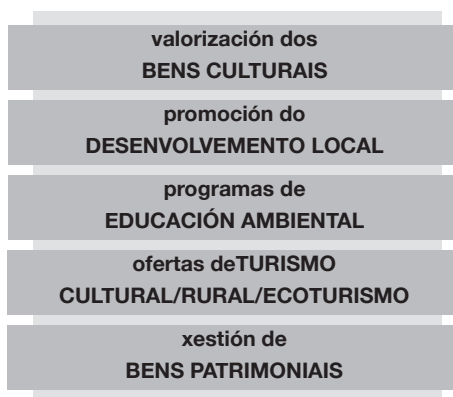 valorización dos
BENS CULTURAIS
promoción do
DESENVOLVEMENTO LOCAL
programas de
EDUCACIÓN AMBIENTAL
ofertas deTURISMO
CULTURAL/RURAL/ECOTURISMO
xestión de
BENS PATRIMONIAIS